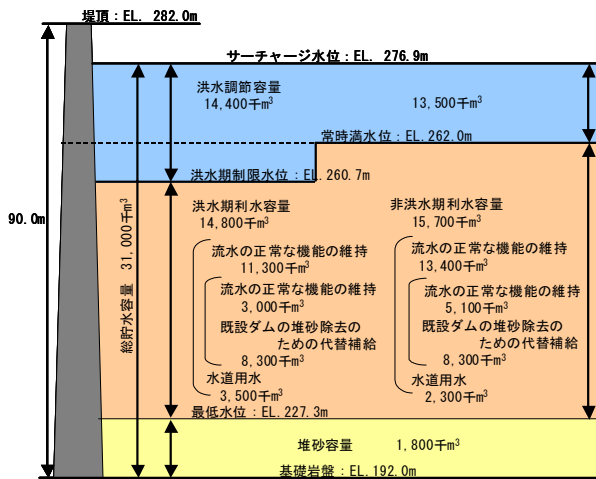 堤頂：EL. 282.0m
サーチャージ水位：EL. 276.9m
洪水調節容量
14,400千m³
13,500千m³
常時満水位：EL. 262.0m
洪水期制限水位：EL. 260.7m
90.0m
総貯水容量 31,000千m³
洪水期利水容量
14,800千m³
流水の正常な機能の維持
11,300千m³
流水の正常な機能の維持
3,000千m³
既設ダムの堆砂除去の
ための代替補給
8,300千m³
水道用水
3,500千m³
非洪水期利水容量
15,700千m³
流水の正常な機能の維持
13,400千m³
流水の正常な機能の維持
5,100千m³
既設ダムの堆砂除去の
ための代替補給
8,300千m³
水道用水
2,300千m³
最低水位：EL. 227.3m
堆砂容量 1,800千m³
基礎岩盤：EL. 192.0m